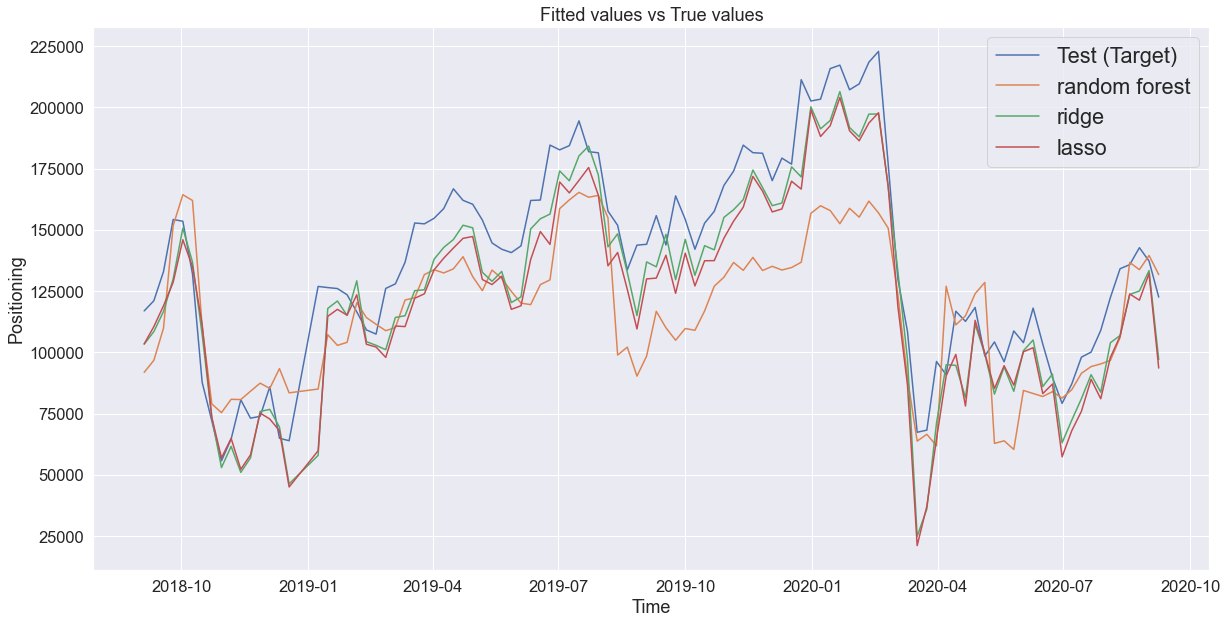 Fitted values vs True values
Test (Target)
random forest
ridge
lasso
Positioning
225000
200000
175000
150000
125000
100000
75000
50000
25000
2018-10
2019-01
2019-04
2019-07
2019-10
2020-01
2020-04
2020-07
2020-10
Time